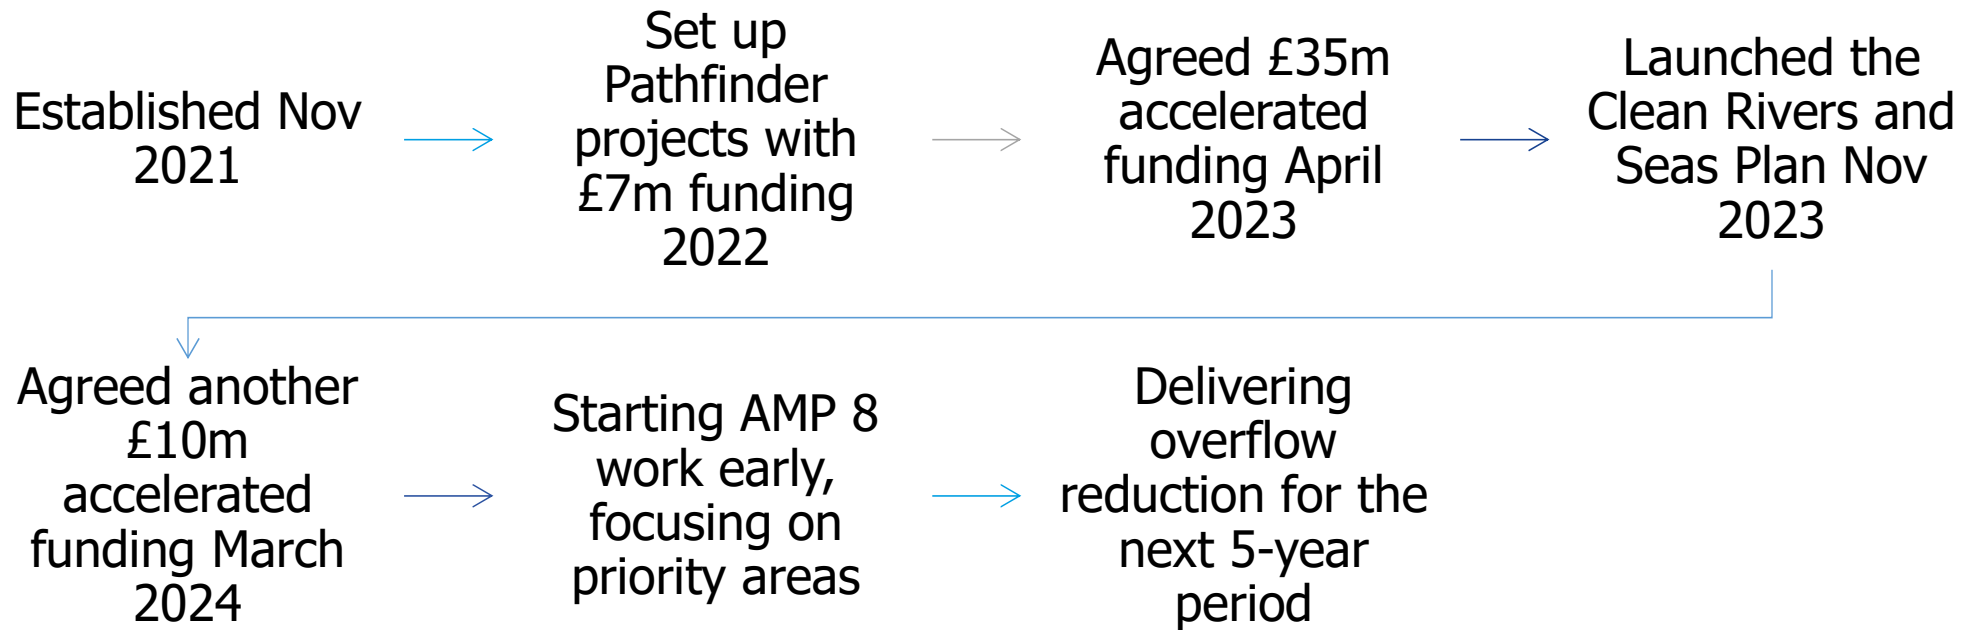 Established Nov
2021
Set up
Pathfinder
projects with
£7m funding
2022
Agreed £35m
accelerated
funding April
2023
Launched the
Clean Rivers and
Seas Plan Nov
2023
Agreed another
£10m
accelerated
funding March
2024
Starting AMP 8
work early,
focusing on
priority areas
Delivering
overflow
reduction for the
next 5-year
period